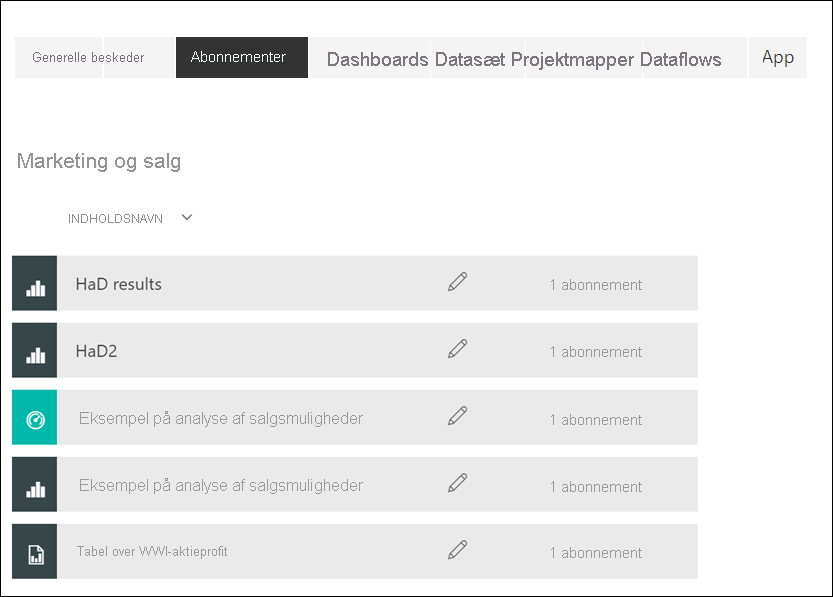 Generelle beskeder Abonnementer Dashboards Datasæt Projektmapper Dataflows App
Marketing og salg
INDHOLDSNAVN
HaD results 1 abonnement
HaD2 1 abonnement
Eksempel på analyse af salgsmuligheder 1 abonnement
Eksempel på analyse af salgsmuligheder 1 abonnement
Tabel over WWI-aktieprofit 1 abonnement